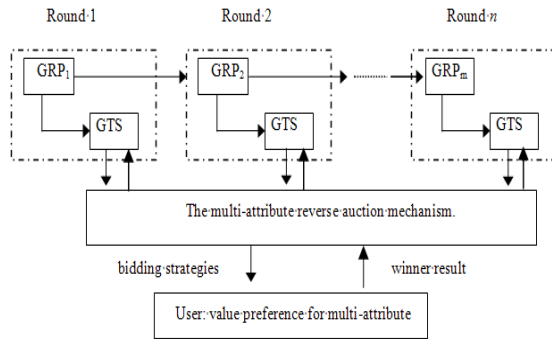 Round 1
Round 2
Round n
GRP1
GRP2
GRPm
GTS
GTS
GTS
The multi-attribute reverse auction mechanism.
bidding strategies
winner result
User: value preference for multi-attribute